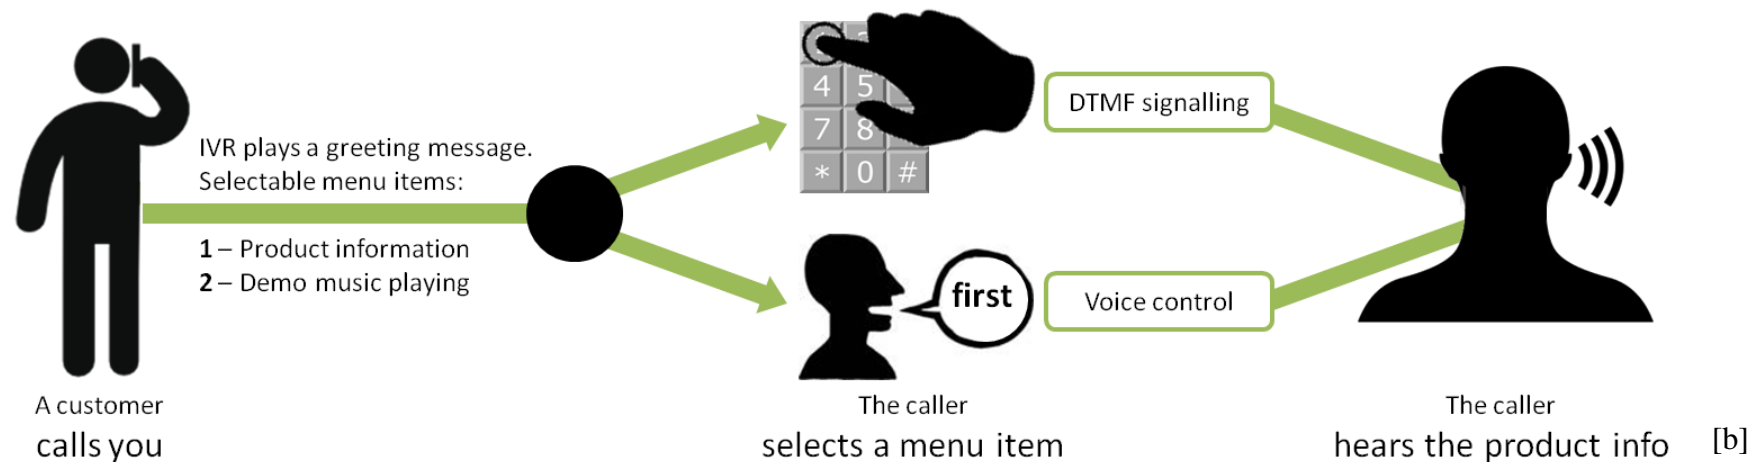 IVR plays a greeting message.
Selectable menu items:
1 – Product information
2 – Demo music playing
4 5
7 8
* 0 #
DTMF signalling
first
Voice control
A customer
calls you
The caller
selects a menu item
The caller
hears the product info
[b]